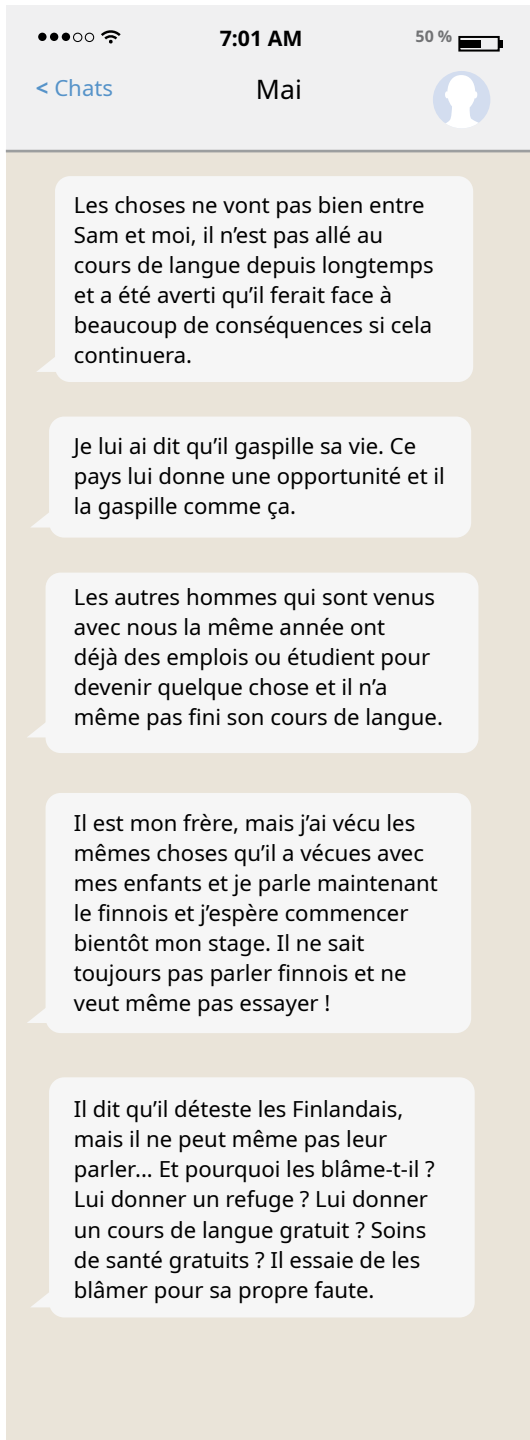 7:01 AM
50 %
< Chats
Mai
Les choses ne vont pas bien entre
Sam et moi, il n’est pas allé au
cours de langue depuis longtemps
et a été averti qu’il ferait face à
beaucoup de conséquences si cela
continuera.
Je lui ai dit qu’il gaspille sa vie. Ce
pays lui donne une opportunité et il
la gaspille comme ça.
Les autres hommes qui sont venus
avec nous la même année ont
déjà des emplois ou étudient pour
devenir quelque chose et il n’a
même pas fini son cours de langue.
Il est mon frère, mais j’ai vécu les
mêmes choses qu’il a vécues avec
mes enfants et je parle maintenant
le finnois et j’espère commencer
bientôt mon stage. Il ne sait
toujours pas parler finnois et ne
veut même pas essayer !
Il dit qu’il déteste les Finlandais,
mais il ne peut même pas leur
parler... Et pourquoi les blâme-t-il ?
Lui donner un refuge ? Lui donner
un cours de langue gratuit ? Soins
de santé gratuits ? Il essaie de les
blâmer pour sa propre faute.